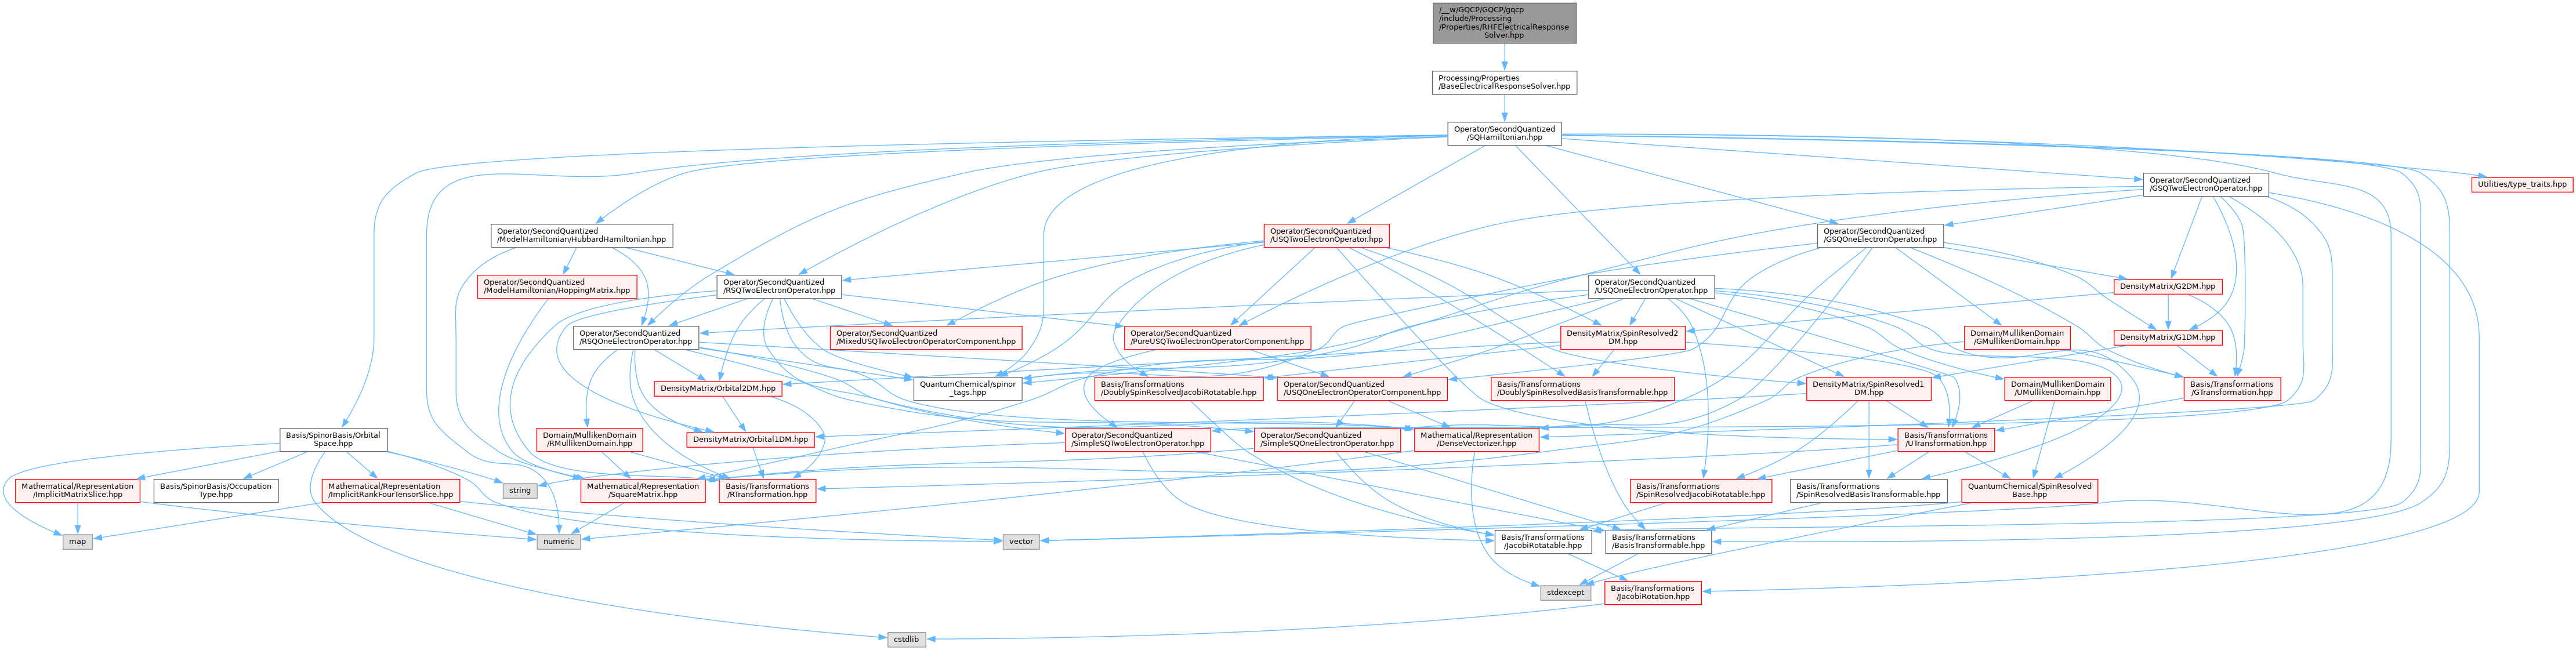 /__w/GQCP/GQCP/gqcp
/include/Processing
/Properties/RHFElectricalResponse
Solver.hpp
Processing/Properties
/BaseElectricalResponseSolver.hpp
Operator/SecondQuantized
/SQHamiltonian.hpp
Operator/SecondQuantized
/GSQTwoElectronOperator.hpp
Utilities/type_traits.hpp
Operator/SecondQuantized
/ModelHamiltonian/HubbardHamiltonian.hpp
Operator/SecondQuantized
/USQTwoElectronOperator.hpp
Operator/SecondQuantized
/GSQOneElectronOperator.hpp
Operator/SecondQuantized
/ModelHamiltonian/HoppingMatrix.hpp
Operator/SecondQuantized
/RSQTwoElectronOperator.hpp
Operator/SecondQuantized
/USQOneElectronOperator.hpp
DensityMatrix/G2DM.hpp
Operator/SecondQuantized
/RSQOneElectronOperator.hpp
Operator/SecondQuantized
/MixedUSQTwoElectronOperatorComponent.hpp
Operator/SecondQuantized
/PureUSQTwoElectronOperatorComponent.hpp
DensityMatrix/SpinResolved2
DM.hpp
Domain/MullikenDomain
/GMullikenDomain.hpp
DensityMatrix/G1DM.hpp
DensityMatrix/Orbital2DM.hpp
QuantumChemical/spinor
_tags.hpp
Basis/Transformations
/DoublySpinResolvedJacobiRotatable.hpp
Operator/SecondQuantized
/USQOneElectronOperatorComponent.hpp
Basis/Transformations
/DoublySpinResolvedBasisTransformable.hpp
DensityMatrix/SpinResolved1
DM.hpp
Domain/MullikenDomain
/UMullikenDomain.hpp
Basis/Transformations
/GTransformation.hpp
Basis/SpinorBasis/Orbital
Space.hpp
Domain/MullikenDomain
/RMullikenDomain.hpp
DensityMatrix/Orbital1DM.hpp
Operator/SecondQuantized
/SimpleSQTwoElectronOperator.hpp
Operator/SecondQuantized
/SimpleSQOneElectronOperator.hpp
Mathematical/Representation
/DenseVectorizer.hpp
Basis/Transformations
/UTransformation.hpp
Mathematical/Representation
/ImplicitMatrixSlice.hpp
Basis/SpinorBasis/Occupation
Type.hpp
Mathematical/Representation
/ImplicitRankFourTensorSlice.hpp
string
Mathematical/Representation
/SquareMatrix.hpp
Basis/Transformations
/RTransformation.hpp
Basis/Transformations
/SpinResolvedJacobiRotatable.hpp
Basis/Transformations
/SpinResolvedBasisTransformable.hpp
QuantumChemical/SpinResolved
Base.hpp
map
numeric
vector
Basis/Transformations
/JacobiRotatable.hpp
Basis/Transformations
/BasisTransformable.hpp
stdexcept
Basis/Transformations
/JacobiRotation.hpp
cstdlib